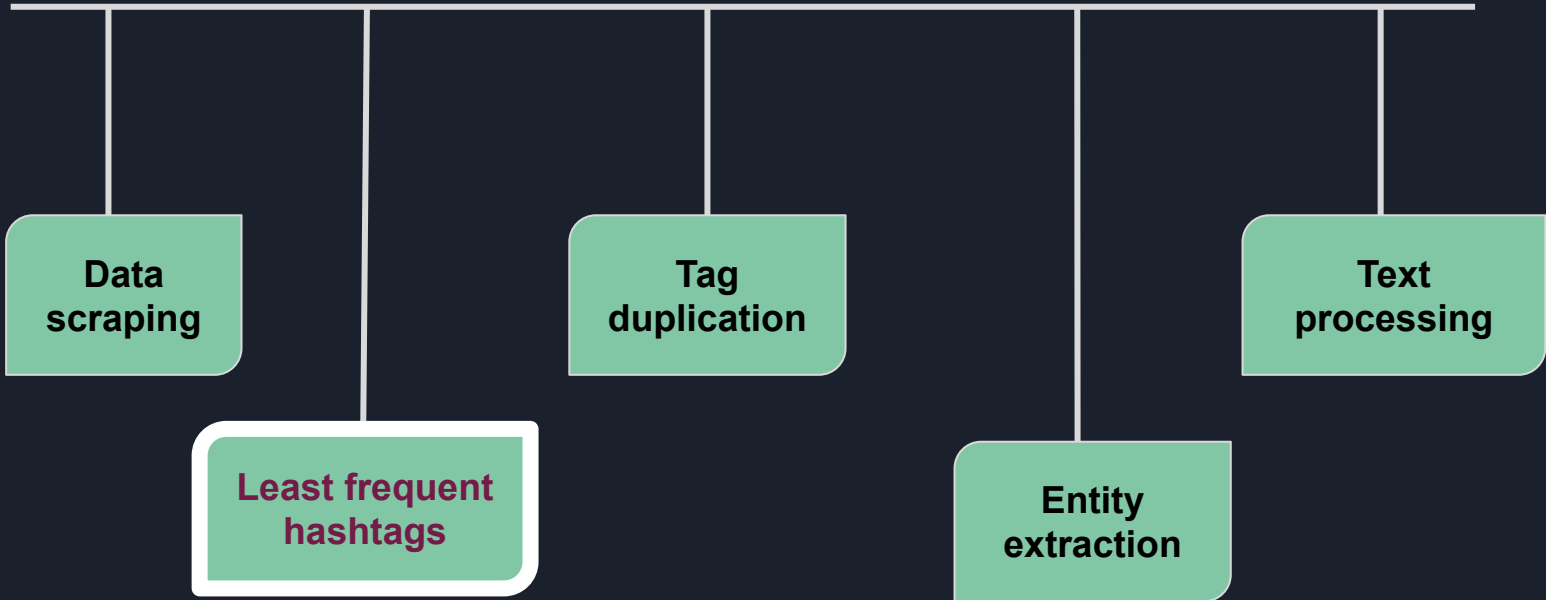 Data
scraping
Least frequent
hashtags
Tag
duplication
Entity
extraction
Text
processing